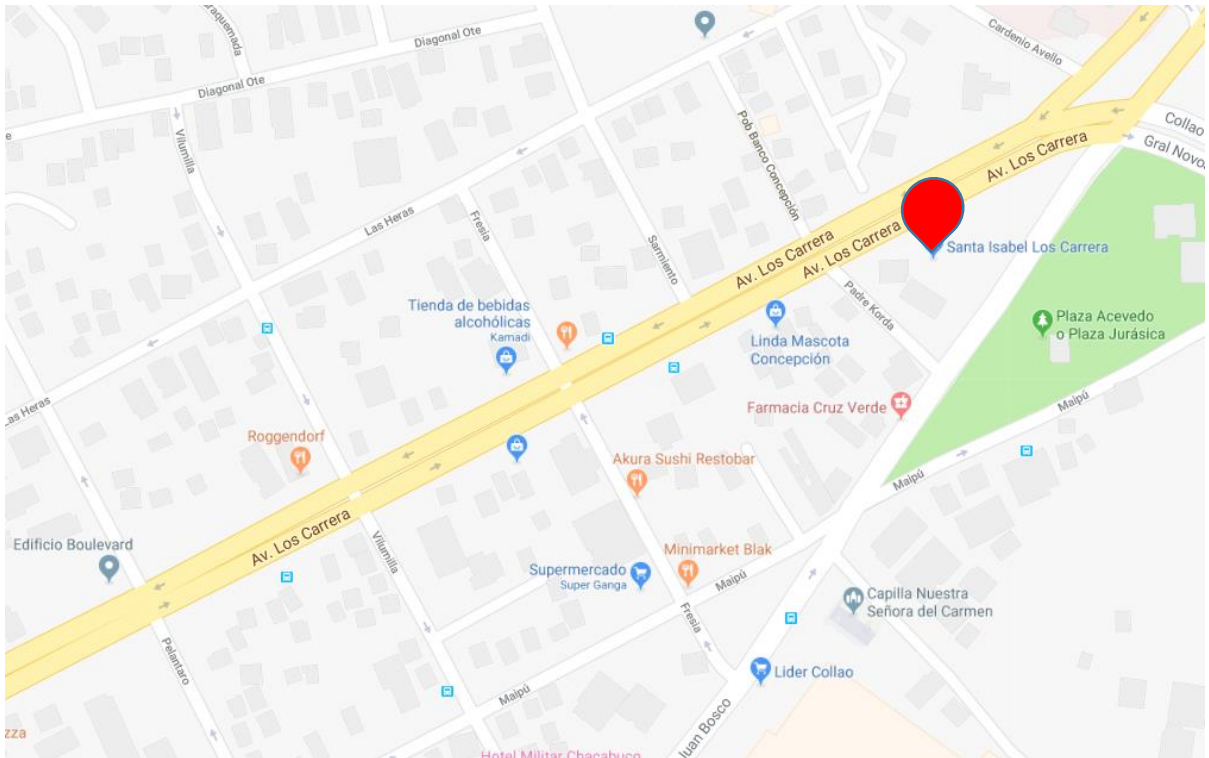 Diagonal Ote
Cardenio Avello
Diagonal Ote
Vilumilla
Pob Banco Concepción
Collao
Gral Novo
Av. Los Carrera
Las Heras
Fresia
Sarmiento
Av. Los Carrera
Av. Los Carrera
Santa Isabel Los Carrera
Padre Korda
Tienda de bebidas
alcohólicas
Kamadi
Plaza Acevedo
o Plaza Jurásica
Linda Mascota
Concepción
Las Heras
Farmacia Cruz Verde
Maipú
Roggendorf
Akura Sushi Restobar
Maipú
Av. Los Carrera
Edificio Boulevard
Vilumilla
Minimarket Blak
Supermercado
Super Ganga
Maipú
Capilla Nuestra
Señora del Carmen
Fresia
Pelantaro
Lider Collao
Maipú
Juan Bosco
zza
Hotel Militar Chacabuco